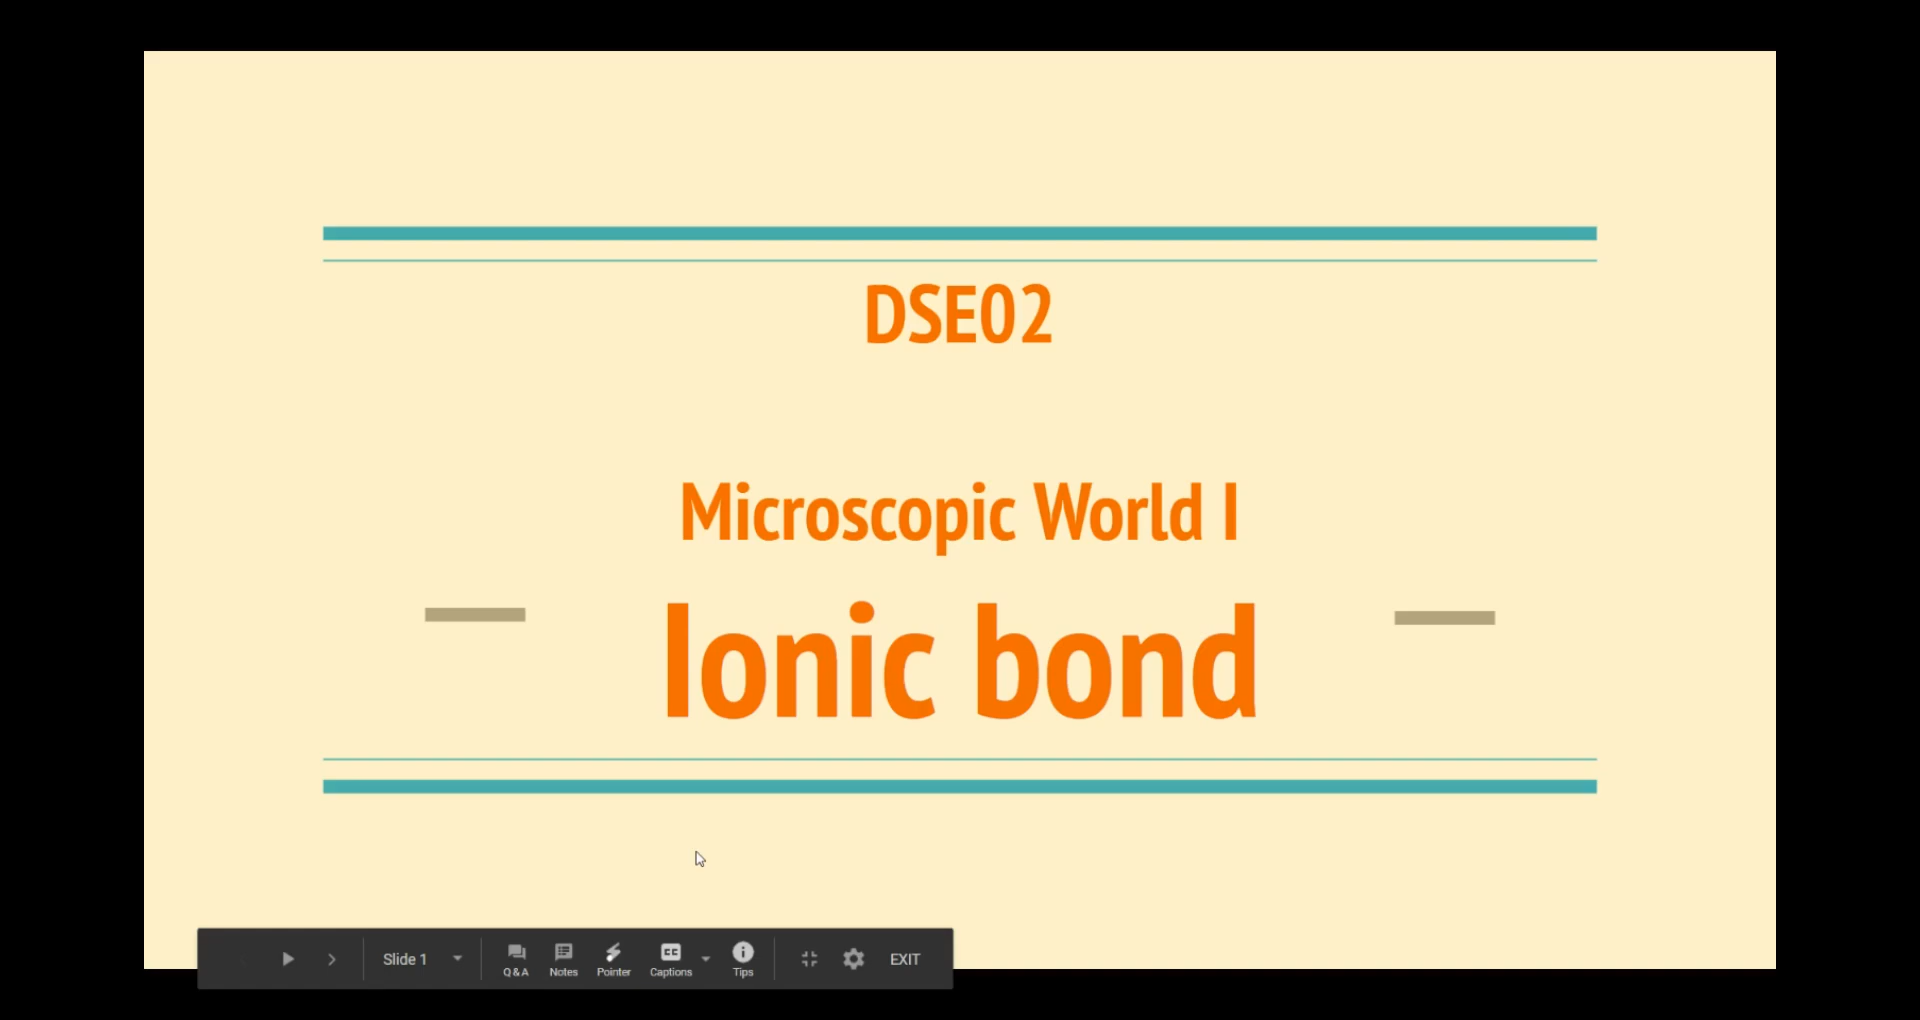 DSE02
Microscopic World I
Ionic bond
Slide 1
Q&A Notes Pointer Captions Tips EXIT